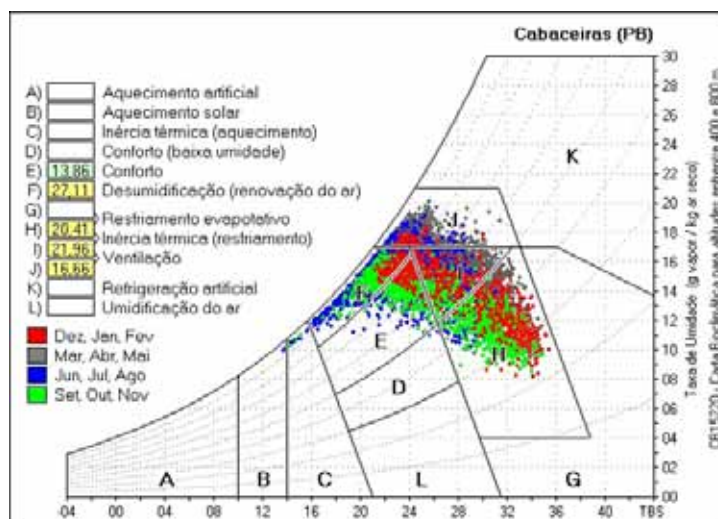 Cabaceiras (PB)
A) Aquecimento artificial
B) Aquecimento solar
C) Inércia térmica (aquecimento)
D) Conforto (baixa umidade)
E) 13,86 Conforto
F) 27,11 Desumidificação (renovação do ar)
G) Resfriamento evapotativo
H) 20,41 Inércia térmica (resfriamento)
I) 21,96 Ventilação
J) 16,66
K) Refrigeração artificial
L) Umidificação do ar
Dez, Jan, Fev
Mar, Abr, Mai
Jun, Jul, Ago
Set, Out, Nov
30
28
26
24
22
20
18
16
14
12
10
08
06
04
02
00
Taxa de Umidade (g vapor / kg ar seco)
K
J
E
D
H
A
B
C
L
G
-04 00 04 08 12 16 20 24 28 32 36 40 TBS